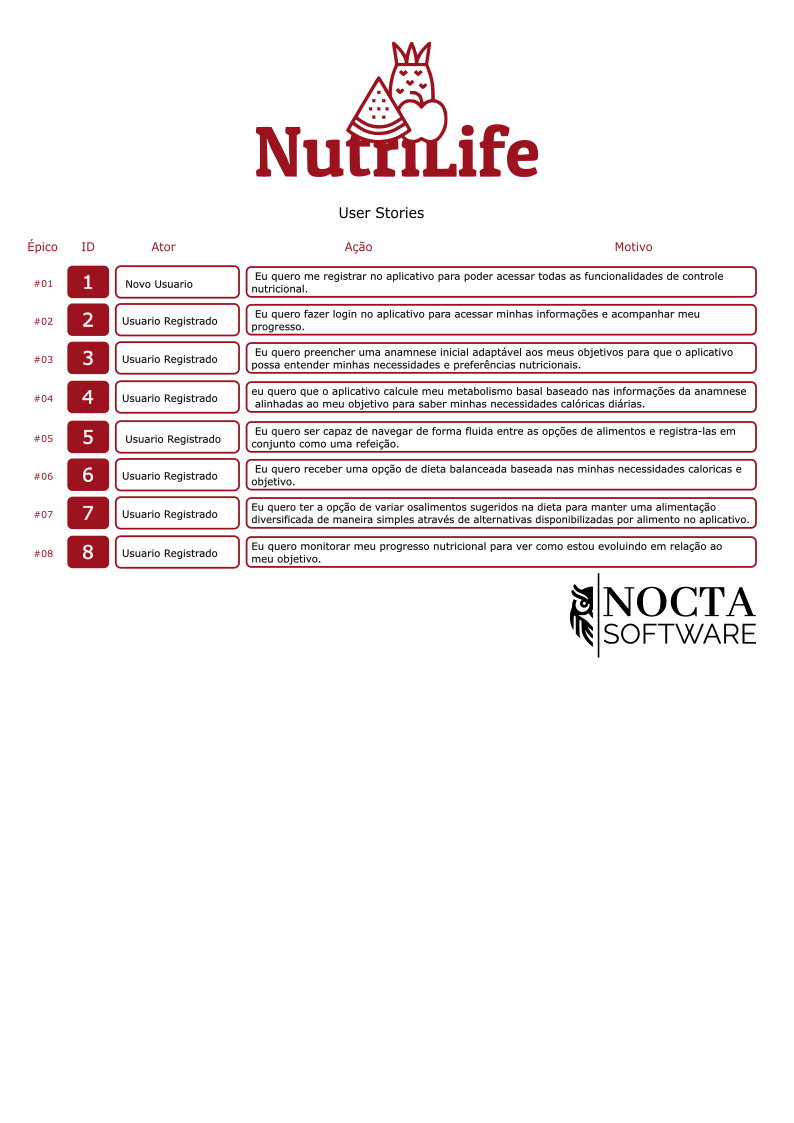 NutriLife
User Stories
Épico ID Ator Ação Motivo
#01 1 Novo Usuario Eu quero me registrar no aplicativo para poder acessar todas as funcionalidades de controle
nutricional.
#02 2 Usuario Registrado Eu quero fazer login no aplicativo para acessar minhas informações e acompanhar meu
progresso.
#03 3 Usuario Registrado Eu quero preencher uma anamnese inicial adaptável aos meus objetivos para que o aplicativo
possa entender minhas necessidades e preferências nutricionais.
#04 4 Usuario Registrado eu quero que o aplicativo calcule meu metabolismo basal baseado nas informações da anamnese
alinhadas ao meu objetivo para saber minhas necessidades calóricas diárias.
#05 5 Usuario Registrado Eu quero ser capaz de navegar de forma fluida entre as opções de alimentos e registra-las em
conjunto como uma refeição.
#06 6 Usuario Registrado Eu quero receber uma opção de dieta balanceada baseada nas minhas necessidades caloricas e
objetivo.
#07 7 Usuario Registrado Eu quero ter a opção de variar osalimentos sugeridos na dieta para manter uma alimentação
diversificada de maneira simples através de alternativas disponibilizadas por alimento no aplicativo.
#08 8 Usuario Registrado Eu quero monitorar meu progresso nutricional para ver como estou evoluindo em relação ao
meu objetivo.
NOCTA
SOFTWARE